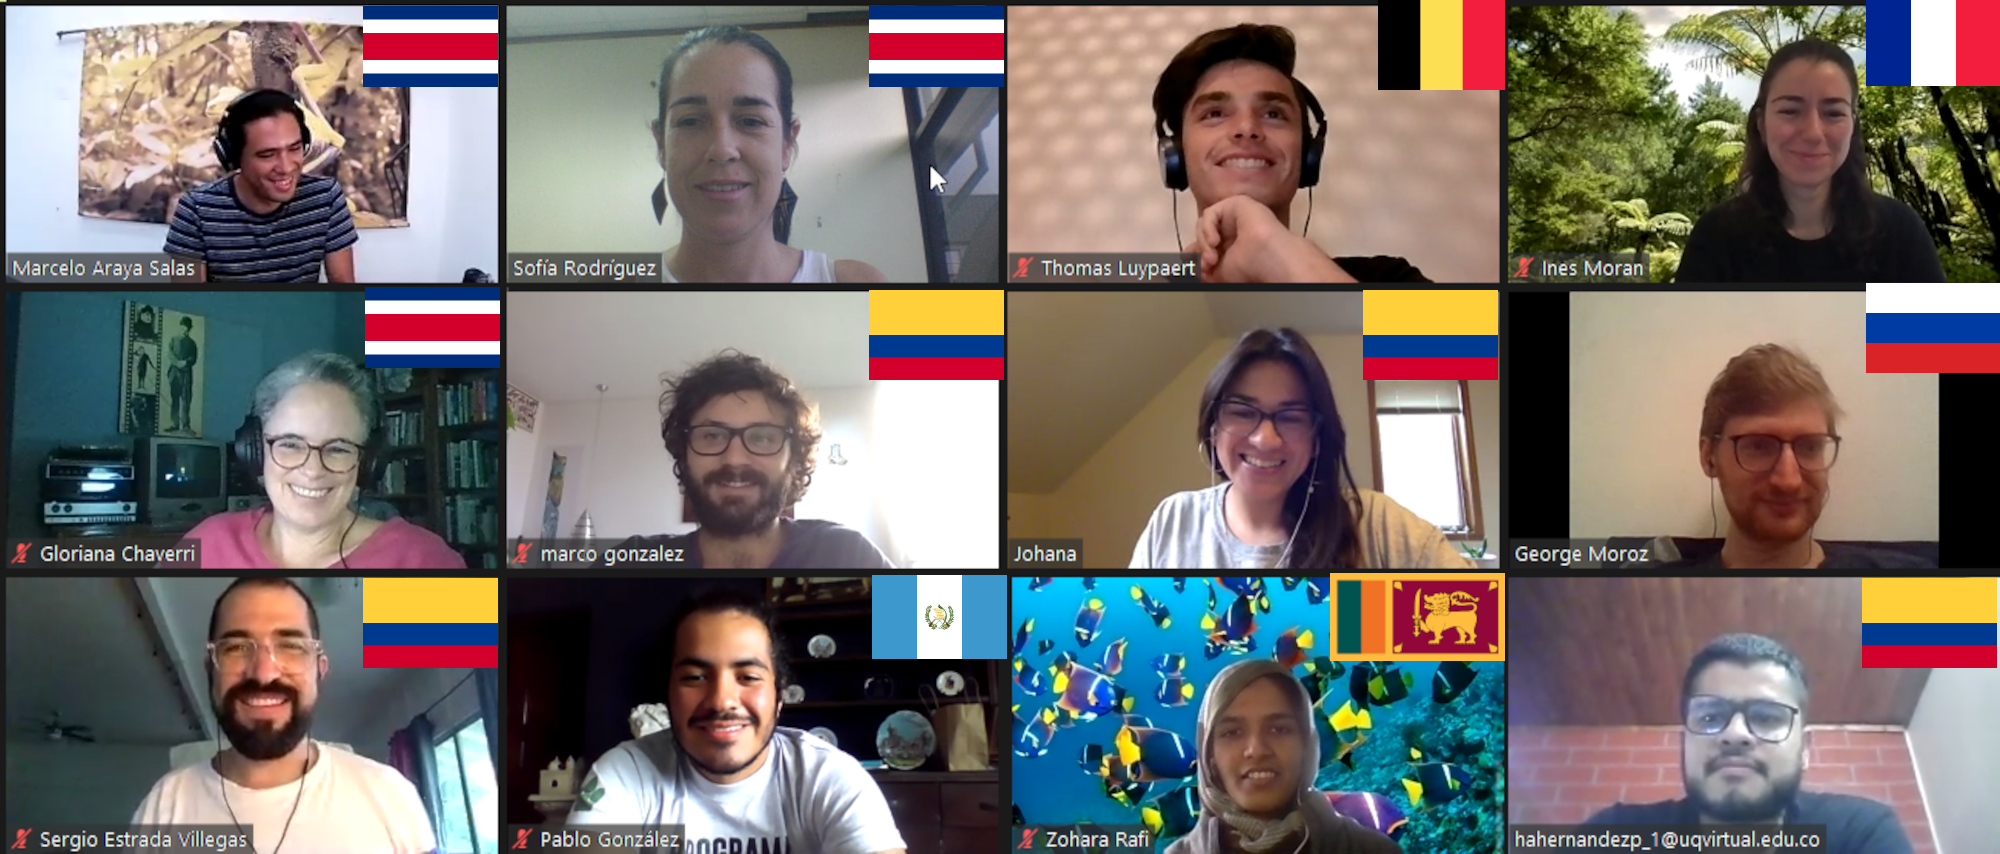 Marcelo Araya Salas
Sofía Rodríguez
Thomas Luypaert
Ines Moran
Gloriana Chaverri
marco gonzalez
Johana
George Moroz
Sergio Estrada Villegas
Pablo González
Zohara Rafi
hahernandezp_1@uqvirtual.edu.co